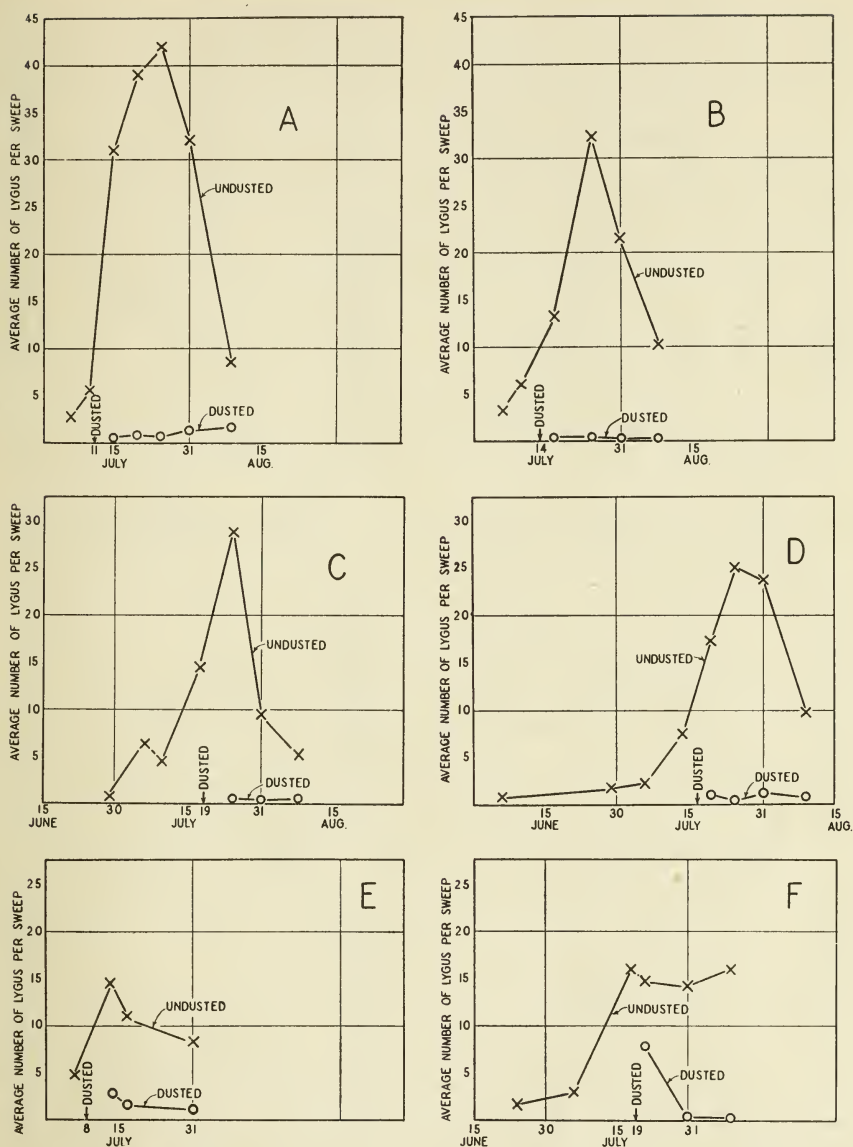 AVERAGE NUMBER OF LYGUS PER SWEEP
45
40
35
30
20
10
5
A
UNDUSTED
DUSTED
DUSTED
11 15 31 15
JULY AUG.
AVERAGE NUMBER OF LYGUS PER SWEEP
45
40
35
30
20
15
10
5
B
UNDUSTED
DUSTED
DUSTED
14 31 15
JULY AUG.
AVERAGE NUMBER OF LYGUS PER SWEEP
30
25
20
15
10
5
C
UNDUSTED
DUSTED
DUSTED
15 30 15 19 31 15
JUNE JULY AUG.
AVERAGE NUMBER OF LYGUS PER SWEEP
30
25
20
15
10
5
D
UNDUSTED
DUSTED
DUSTED
15 30 15 31 15
JUNE JULY AUG.
AVERAGE NUMBER OF LYGUS PER SWEEP
25
20
15
10
5
E
UNDUSTED
DUSTED
DUSTED
8 15 31
JULY
AVERAGE NUMBER OF LYGUS PER SWEEP
25
20
15
10
5
F
UNDUSTED
DUSTED
DUSTED
15 30 15 19 31
JUNE JULY